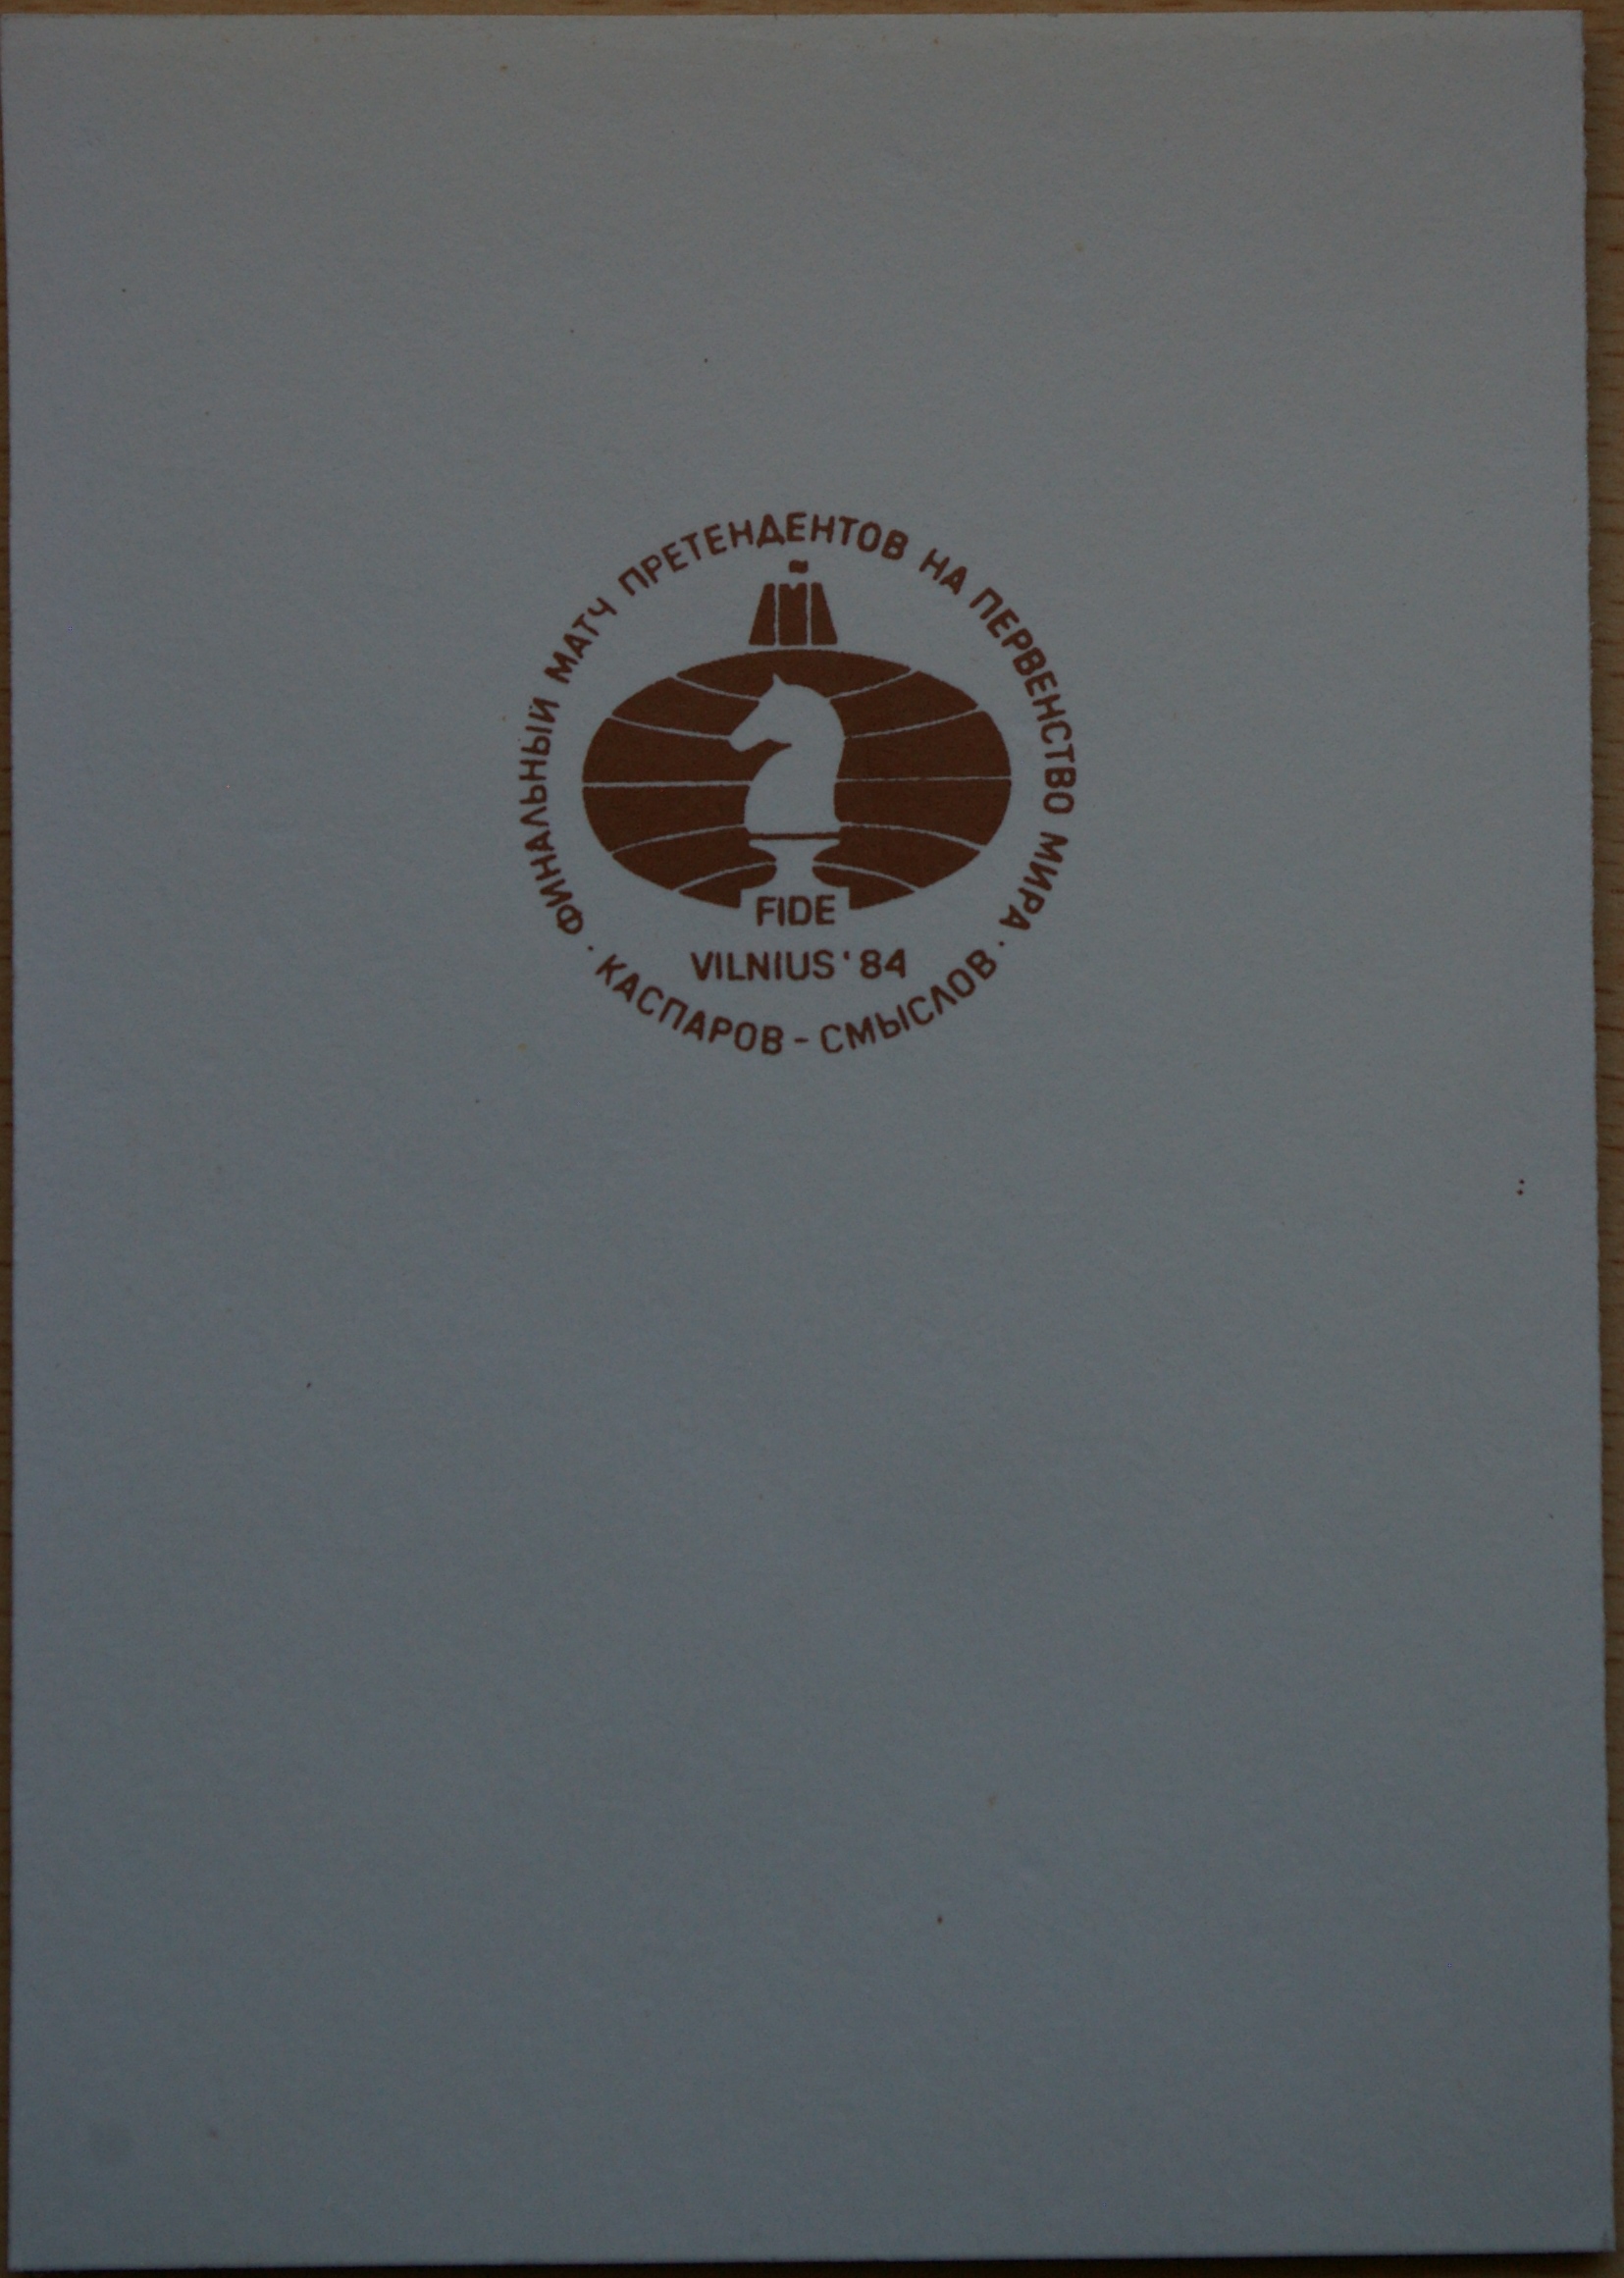 ФИНАЛЬНЫЙ МАТЧ ПРЕТЕНДЕНТОВ НА ПЕРВЕНСТВО МИРА
FIDE
VILNIUS '84
· КАСПАРОВ - СМЫСЛОВ ·